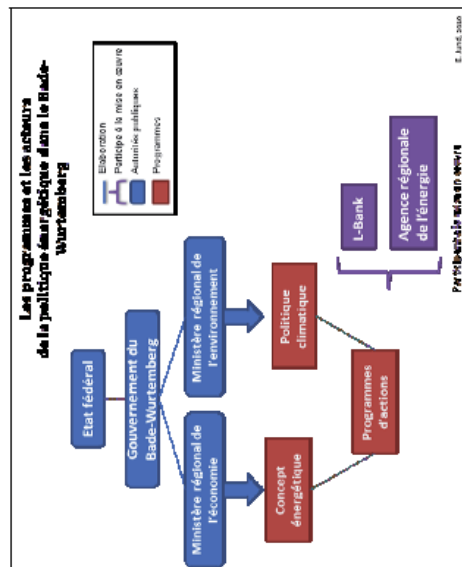 Les programmes et les acteurs
de la politique énergétique dans le Bade-
Wurtemberg
Elaboration
Participe à la mise en œuvre
Autorités publiques
Programmes
Etat fédéral
Gouvernement du
Bade-Wurtemberg
Ministère régional de
l'économie
Ministère régional de
l'environnement
Concept
énergétique
Politique
climatique
Programmes
d'actions
L-Bank
Agence régionale
de l'énergie